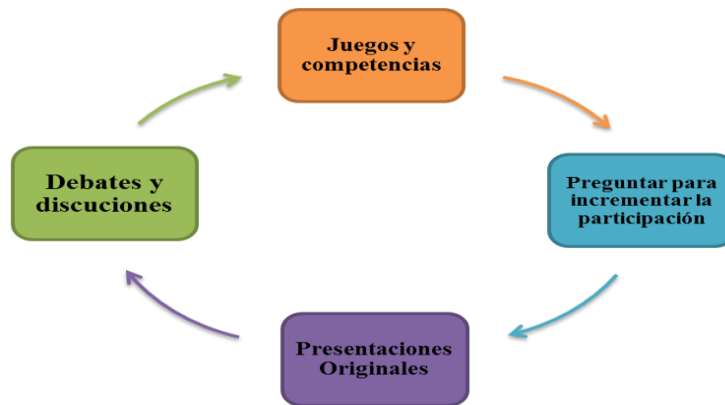 Juegos y
competencias
Preguntar para
incrementar la
participación
Presentaciones
Originales
Debates y
discuciones